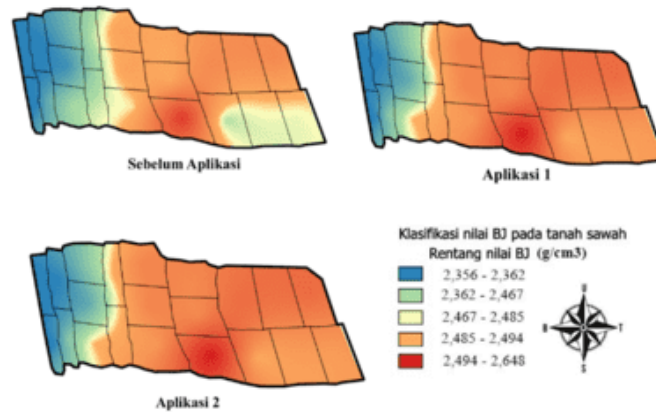 Sebelum Aplikasi
Aplikasi 1
Aplikasi 2
Klasifikasi nilai BJ pada tanah sawah
Rentang nilai BJ (g/cm3)
2,356 - 2,362
2,362 - 2,467
2,467 - 2,485
2,485 - 2,494
2,494 - 2,648
U
B
T
S